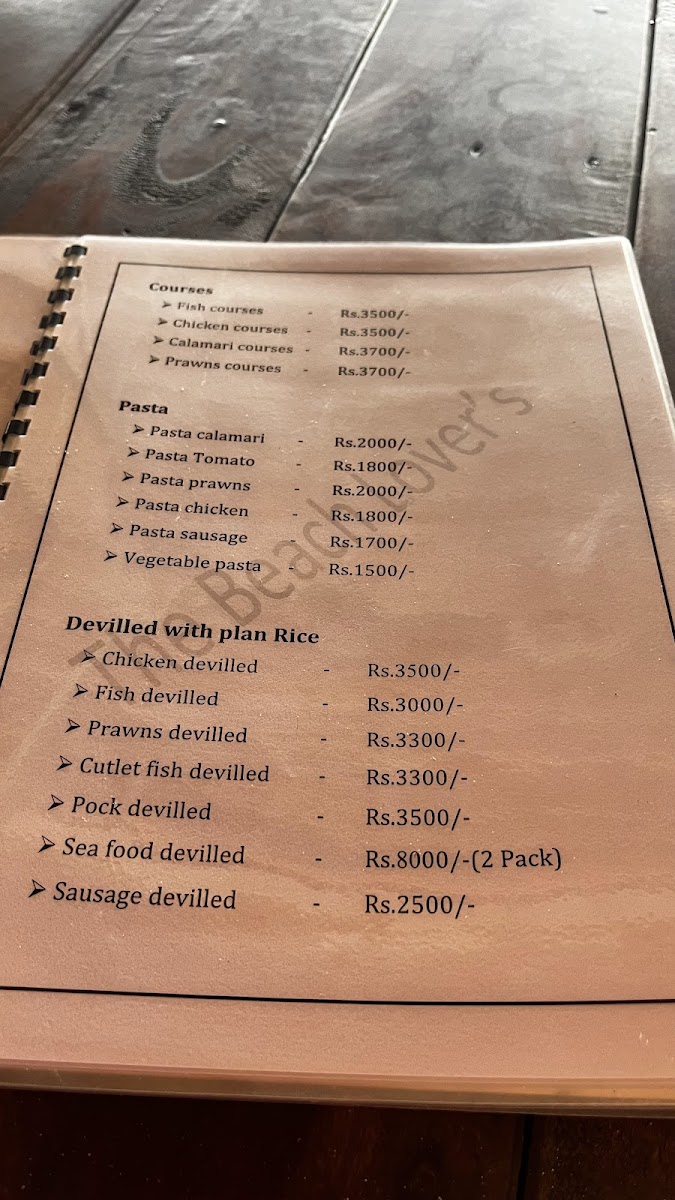 Courses
➤ Fish courses - Rs.3500/-
➤ Chicken courses - Rs.3500/-
➤ Calamari courses - Rs.3700/-
➤ Prawns courses - Rs.3700/-
Pasta
➤ Pasta calamari - Rs.2000/-
➤ Pasta Tomato - Rs.1800/-
➤ Pasta prawns - Rs.2000/-
➤ Pasta chicken - Rs.1800/-
➤ Pasta sausage - Rs.1700/-
➤ Vegetable pasta - Rs.1500/-
Devilled with plan Rice
➤ Chicken devilled - Rs.3500/-
➤ Fish devilled - Rs.3000/-
➤ Prawns devilled - Rs.3300/-
➤ Cutlet fish devilled - Rs.3300/-
➤ Pock devilled - Rs.3500/-
➤ Sea food devilled - Rs.8000/-(2 Pack)
➤ Sausage devilled - Rs.2500/-
The Beach Lover's